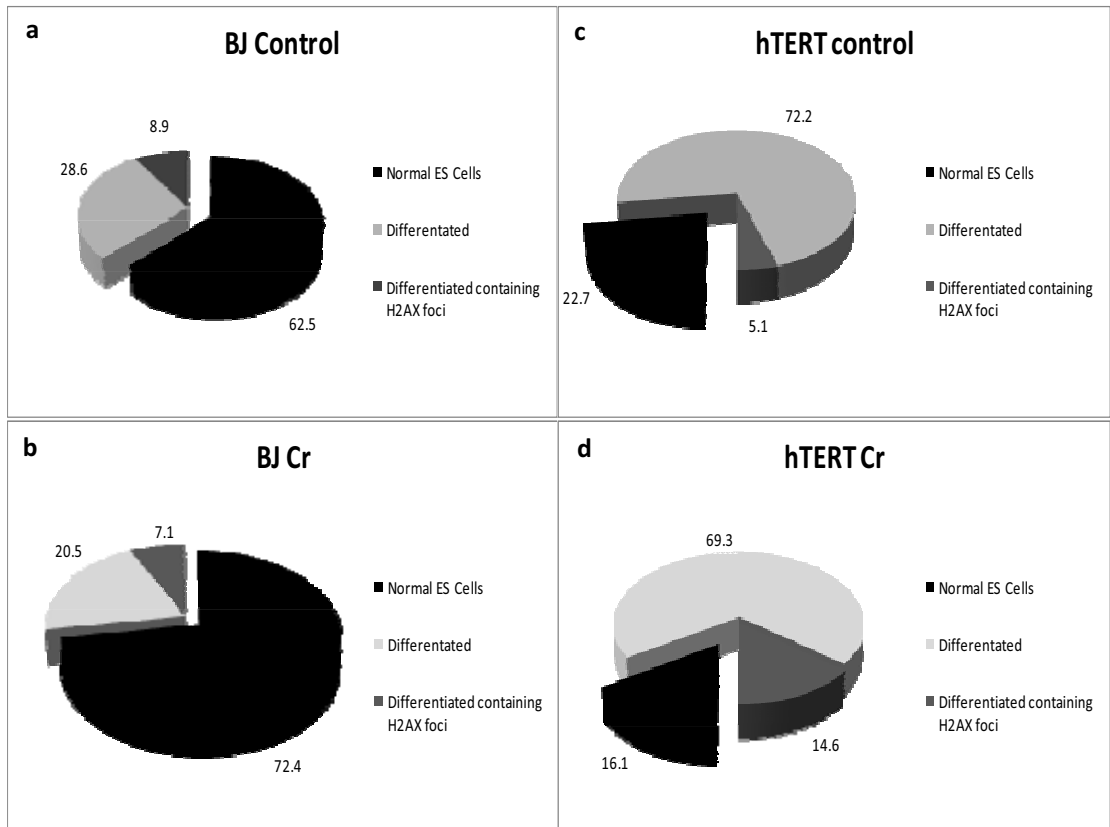 a
BJ Control
8.9
28.6
62.5
Normal ES Cells
Differentated
Differentiated containing
H2AX foci
c
hTERT control
72.2
22.7
5.1
Normal ES Cells
Differentated
Differentiated containing
H2AX foci
b
BJ Cr
7.1
20.5
72.4
Normal ES Cells
Differentated
Differentiated containing
H2AX foci
d
hTERT Cr
69.3
16.1
14.6
Normal ES Cells
Differentated
Differentiated containing
H2AX foci